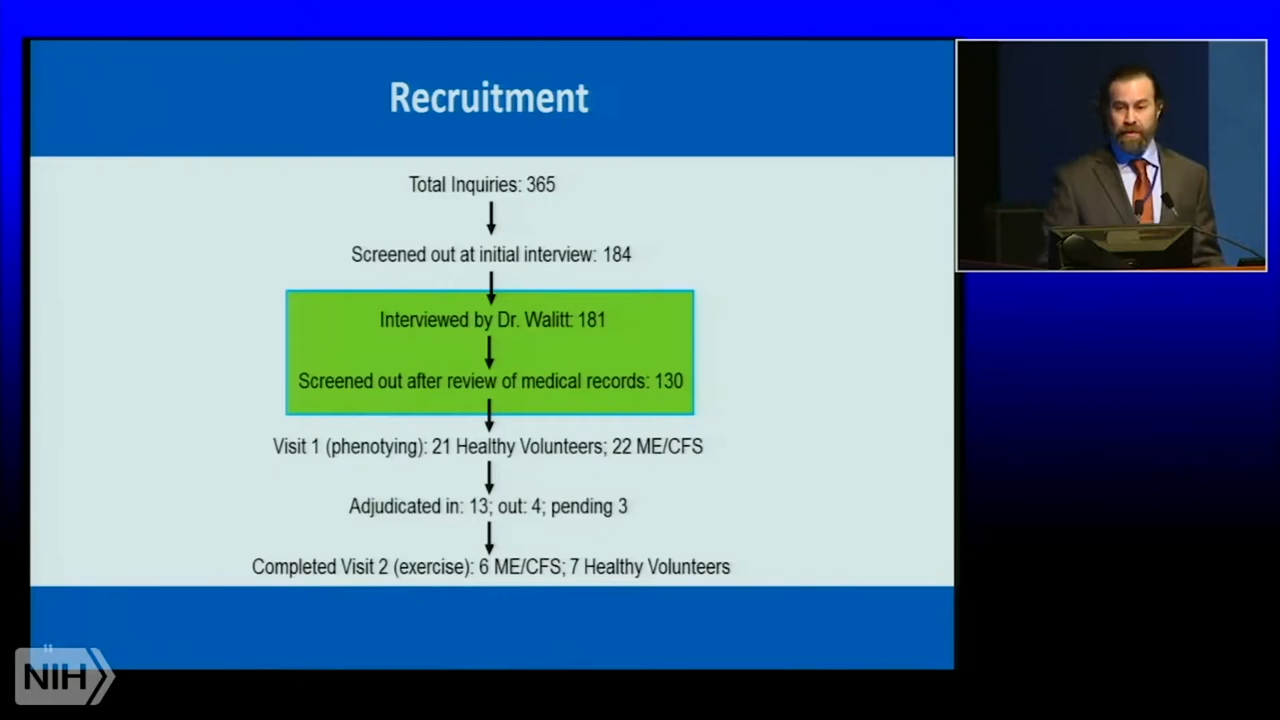 Recruitment
Total Inquiries: 365
Screened out at initial interview: 184
Interviewed by Dr. Walitt: 181
Screened out after review of medical records: 130
Visit 1 (phenotying): 21 Healthy Volunteers; 22 ME/CFS
Adjudicated in: 13; out: 4; pending 3
Completed Visit 2 (exercise): 6 ME/CFS; 7 Healthy Volunteers
NIH